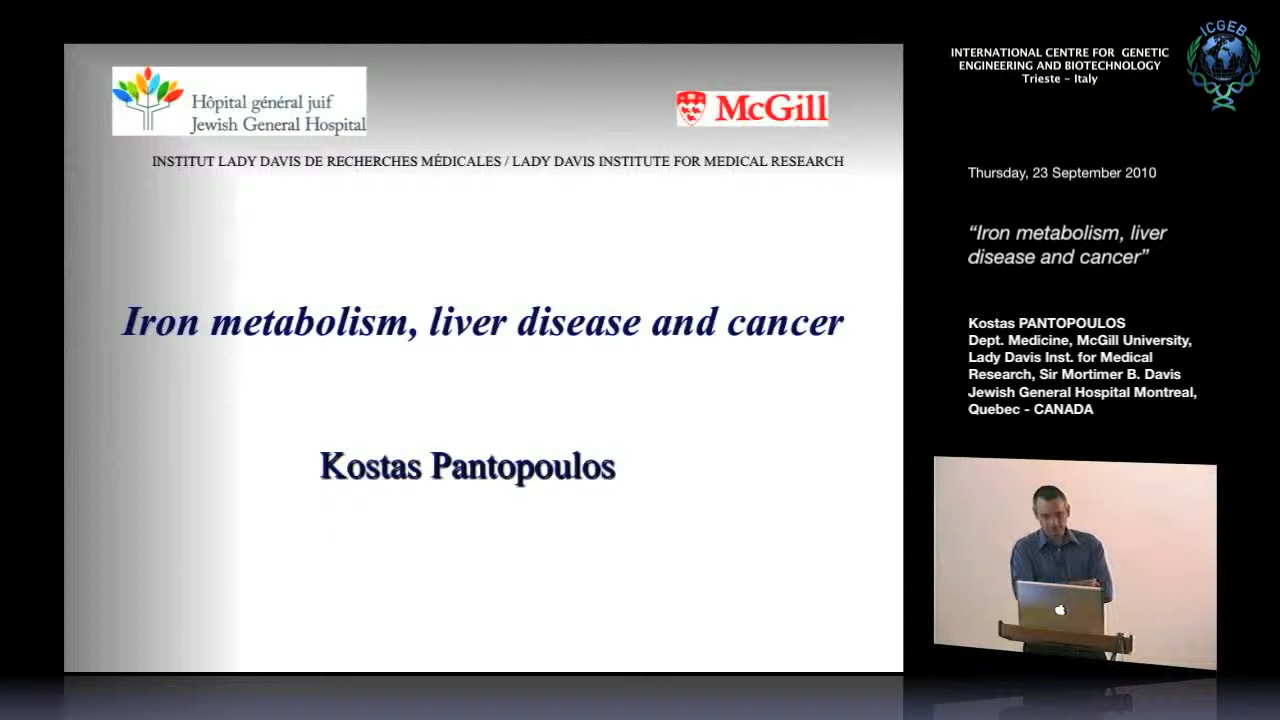 Hôpital général juif
Jewish General Hospital
McGill
INSTITUT LADY DAVIS DE RECHERCHES MÉDICALES / LADY DAVIS INSTITUTE FOR MEDICAL RESEARCH
Iron metabolism, liver disease and cancer
Kostas Pantopoulos
INTERNATIONAL CENTRE FOR GENETIC
ENGINEERING AND BIOTECHNOLOGY
Trieste - Italy
ICGEB
Thursday, 23 September 2010
“Iron metabolism, liver
disease and cancer”
Kostas PANTOPOULOS
Dept. Medicine, McGill University,
Lady Davis Inst. for Medical
Research, Sir Mortimer B. Davis
Jewish General Hospital Montreal,
Quebec - CANADA